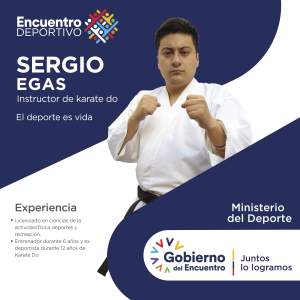 Encuentro
DEPORTIVO
SERGIO
EGAS
Instructor de karate do
El deporte es vida
Experiencia
• Licenciado en ciencias de la
actividad física deportes y
recreación.
• Entrenador durante 6 años y ex
deportista durante 12 años de
Karate Do
Ministerio
del Deporte
Gobierno
del Encuentro
Juntos
lo logramos